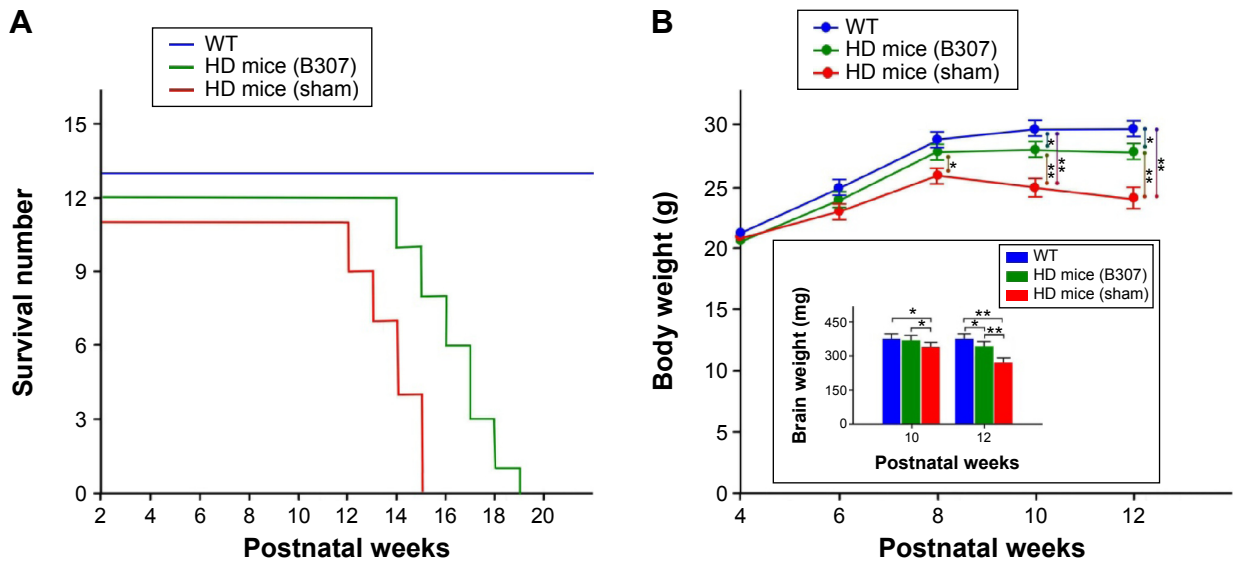 A
WT
HD mice (B307)
HD mice (sham)
Survival number
15
12
9
6
3
0
2 4 6 8 10 12 14 16 18 20
Postnatal weeks
B
WT
HD mice (B307)
HD mice (sham)
Body weight (g)
30
25
20
15
10
5
0
* ** * ** * ** **
4 6 8 10 12
Postnatal weeks
WT
HD mice (B307)
HD mice (sham)
Brain weight (mg)
450
300
150
0
* * ** * **
10 12
Postnatal weeks